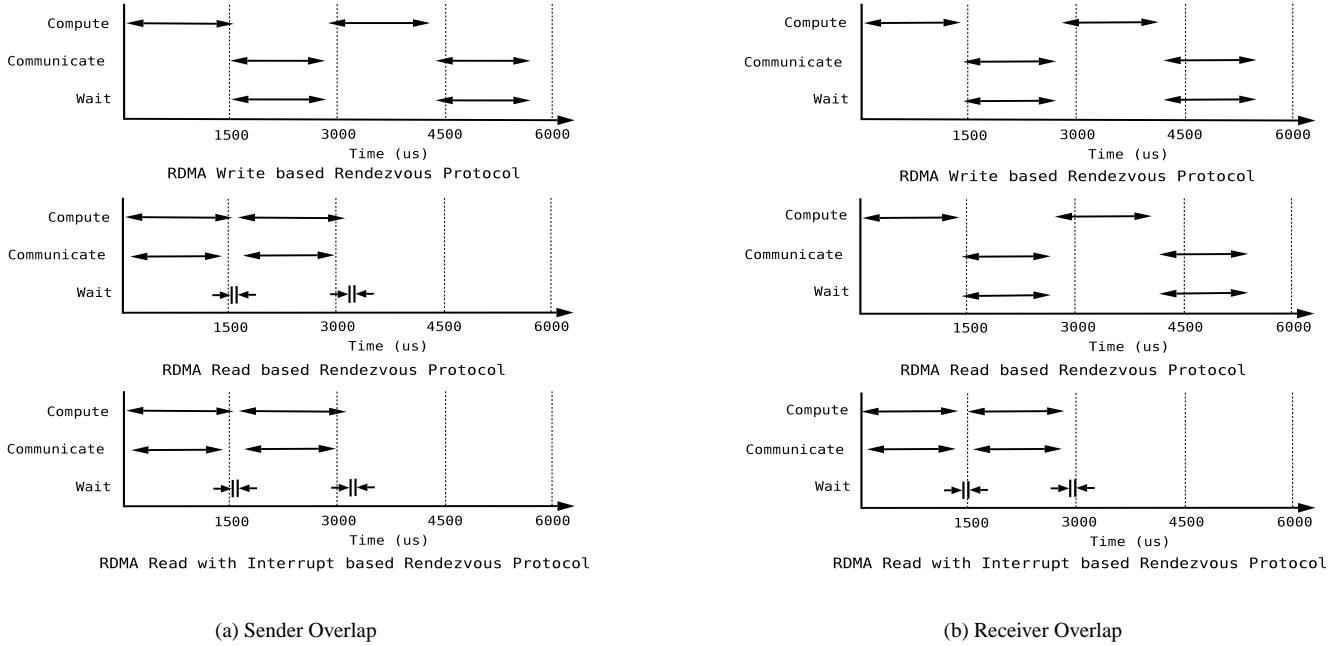 Compute
Communicate
Wait
1500 3000 4500 6000
Time (us)
RDMA Write based Rendezvous Protocol
Compute
Communicate
Wait
1500 3000 4500 6000
Time (us)
RDMA Read based Rendezvous Protocol
Compute
Communicate
Wait
1500 3000 4500 6000
Time (us)
RDMA Read with Interrupt based Rendezvous Protocol
(a) Sender Overlap
Compute
Communicate
Wait
1500 3000 4500 6000
Time (us)
RDMA Write based Rendezvous Protocol
Compute
Communicate
Wait
1500 3000 4500 6000
Time (us)
RDMA Read based Rendezvous Protocol
Compute
Communicate
Wait
1500 3000 4500 6000
Time (us)
RDMA Read with Interrupt based Rendezvous Protocol
(b) Receiver Overlap